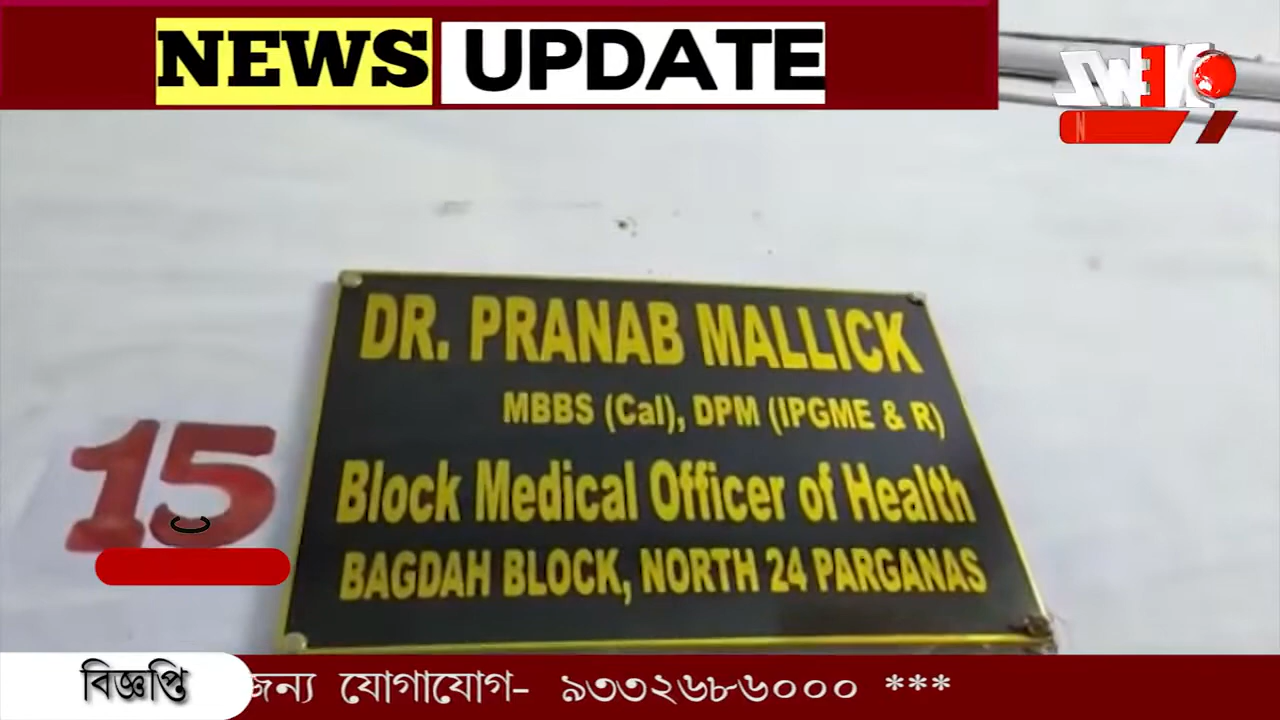 NEWS UPDATE
DR. PRANAB MALLICK
MBBS (Cal), DPM (IPGME & R)
Block Medical Officer of Health
BAGDAH BLOCK, NORTH 24 PARGANAS
15
বিজ্ঞপ্তি
জন্য যোগাযোগ- ৯৩৩২৬৮৬০০০ ***